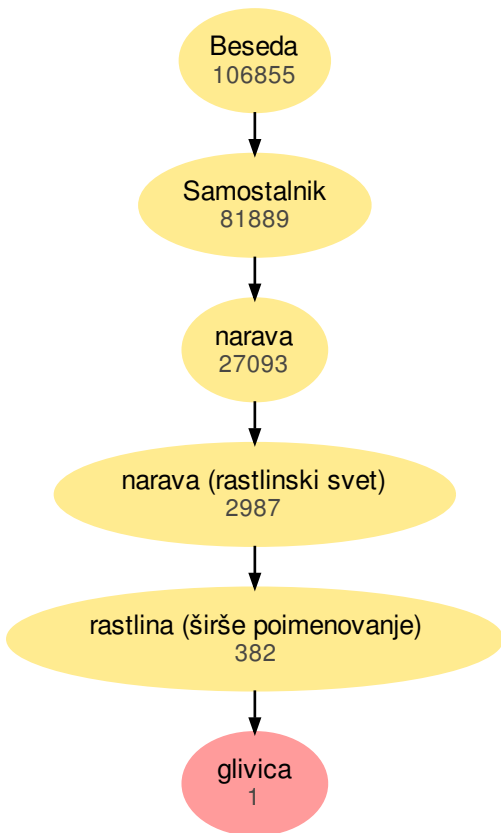 Beseda
106855
Samostalnik
81889
narava
27093
narava (rastlinski svet)
2987
rastlina (širše poimenovanje)
382
glivica
1